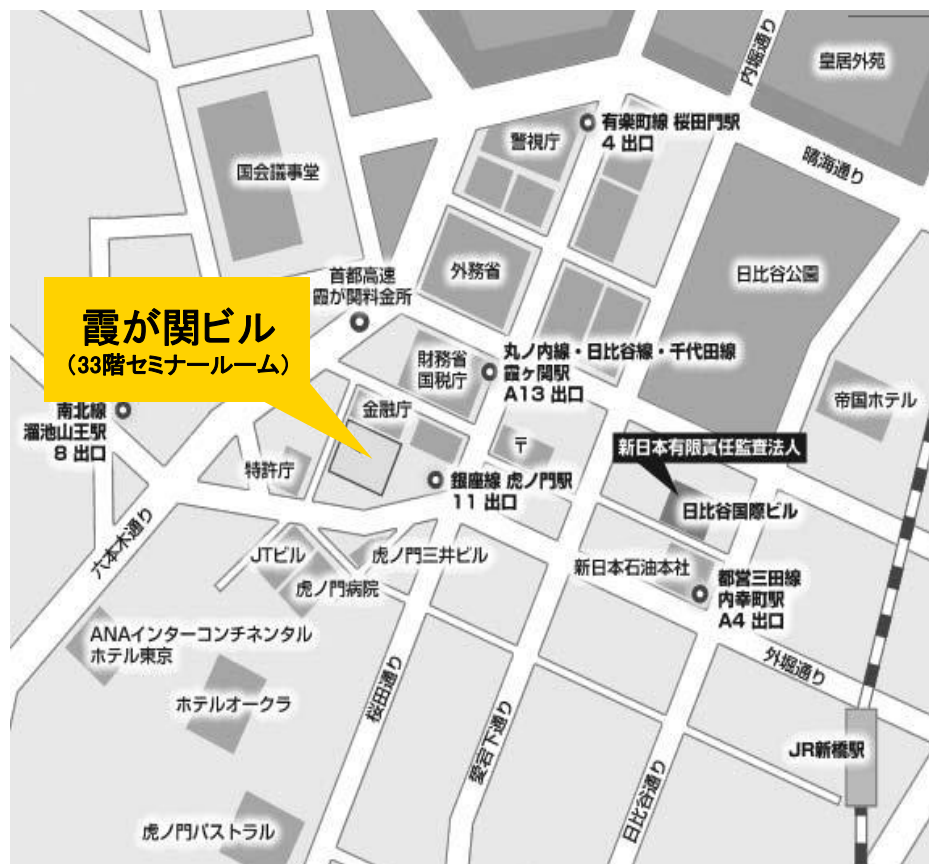 内堀通り
皇居外苑
有楽町線 桜田門駅
4 出口
警視庁
晴海通り
国会議事堂
外務省
日比谷公園
首都高速
霞が関料金所
霞が関ビル
(33階セミナールーム)
財務省
国税庁
丸ノ内線・日比谷線・千代田線
霞ヶ関駅
A13 出口
帝国ホテル
南北線
溜池山王駅
8 出口
金融庁
〒
新日本有限責任監査法人
特許庁
銀座線 虎ノ門駅
11 出口
日比谷国際ビル
六本木通り
JTビル
虎ノ門三井ビル
虎ノ門病院
新日本石油本社
都営三田線
内幸町駅
A4 出口
ANAインターコンチネンタル
ホテル東京
外堀通り
ホテルオークラ
桜田通り
愛宕下通り
日比谷通り
JR新橋駅
虎ノ門パストラル